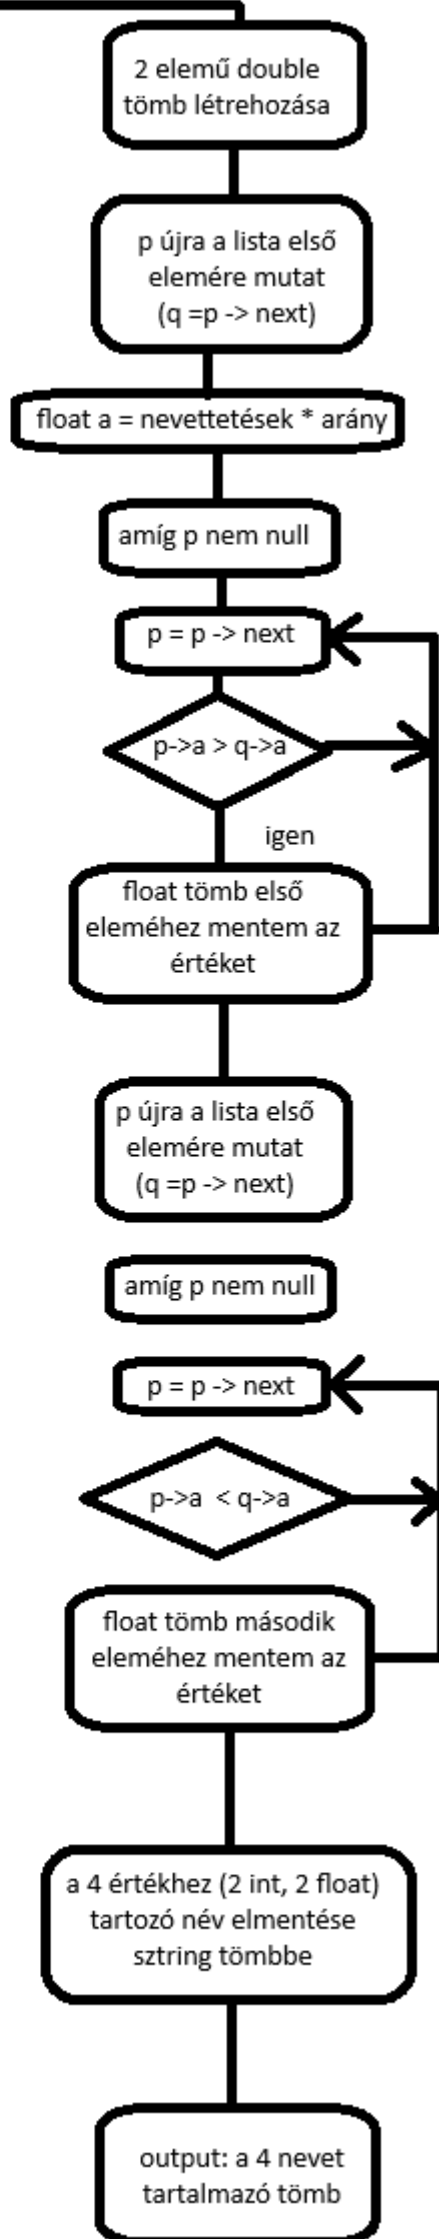 2 elemű double
tömb létrehozása
p újra a lista első
elemére mutat
(q =p -> next)
float a = nevettetések * arány
amíg p nem null
p = p -> next
p->a > q->a
igen
float tömb első
eleméhez mentem az
értéket
p újra a lista első
elemére mutat
(q =p -> next)
amíg p nem null
p = p -> next
p->a < q->a
float tömb második
eleméhez mentem az
értéket
a 4 értékhez (2 int, 2 float)
tartozó név elmentése
sztring tömbbe
output: a 4 nevet
tartalmazó tömb